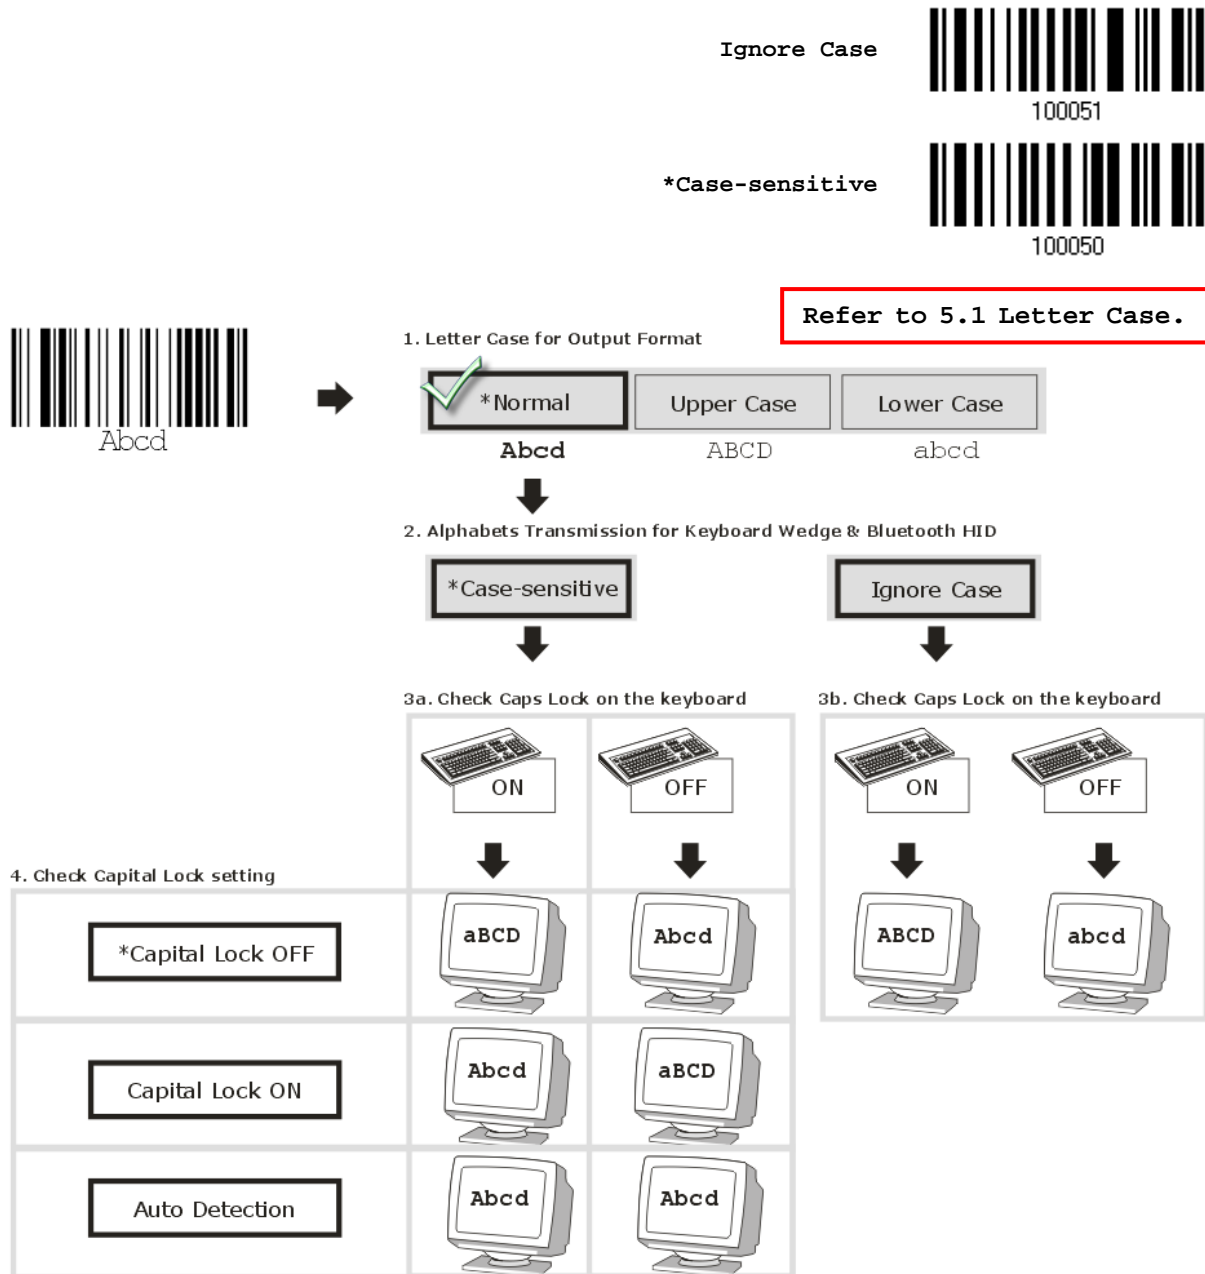 Ignore Case
100051
*Case-sensitive
100050
Refer to 5.1 Letter Case.
Abcd
1. Letter Case for Output Format
*Normal Upper Case Lower Case
Abcd ABCD abcd
2. Alphabets Transmission for Keyboard Wedge & Bluetooth HID
*Case-sensitive Ignore Case
3a. Check Caps Lock on the keyboard 3b. Check Caps Lock on the keyboard
ON OFF ON OFF
4. Check Capital Lock setting
*Capital Lock OFF aBCD Abcd ABCD abcd
Capital Lock ON Abcd aBCD
Auto Detection Abcd Abcd